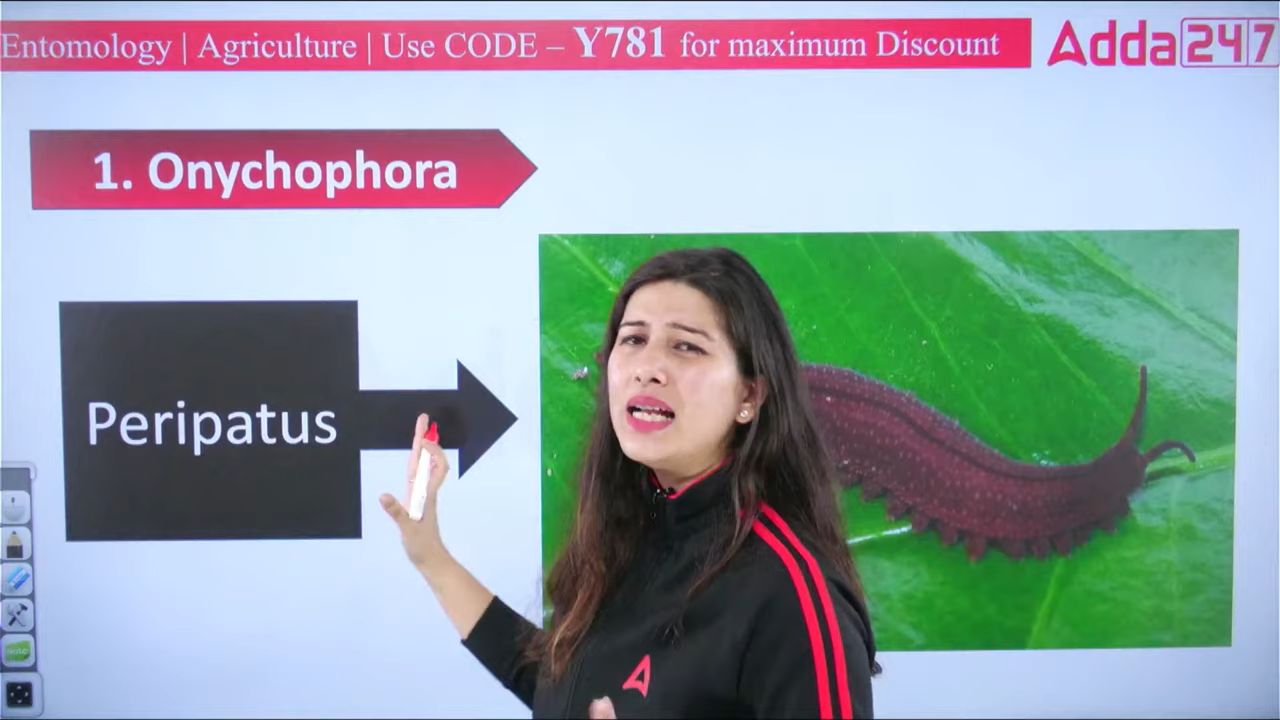 Entomology | Agriculture | Use CODE – Y781 for maximum Discount
Adda247
1. Onychophora
Peripatus